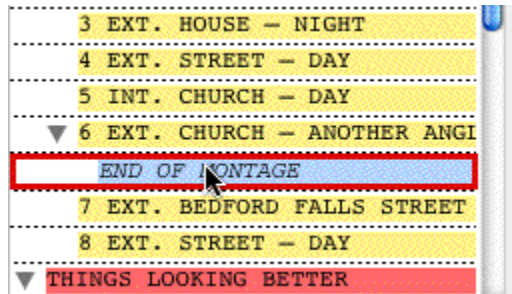 3 EXT. HOUSE — NIGHT
4 EXT. STREET — DAY
5 INT. CHURCH — DAY
6 EXT. CHURCH — ANOTHER ANGL
END OF MONTAGE
7 EXT. BEDFORD FALLS STREET
8 EXT. STREET — DAY
THINGS LOOKING BETTER